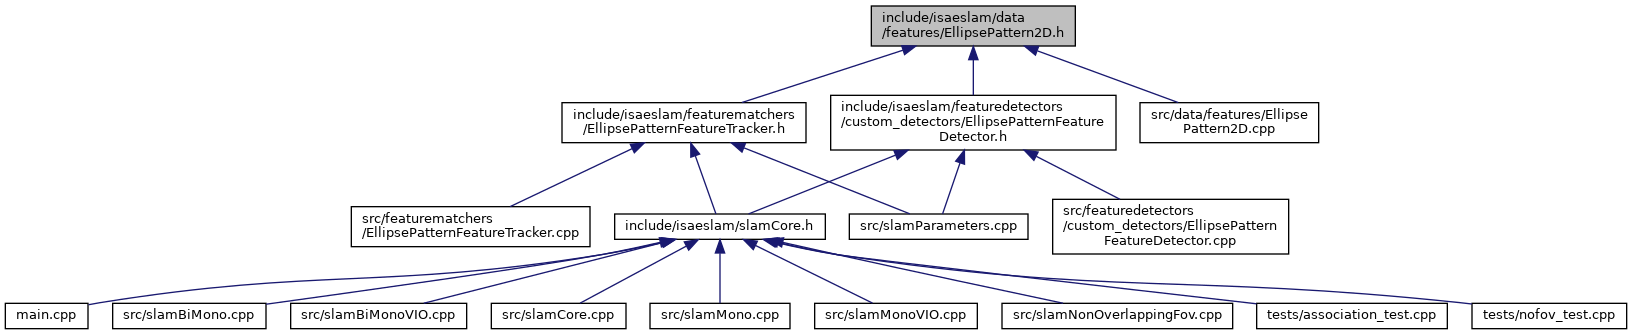 include/isaeslam/data
/features/EllipsePattern2D.h
include/isaeslam/featurematchers
/EllipsePatternFeatureTracker.h
include/isaeslam/featuredetectors
/custom_detectors/EllipsePatternFeature
Detector.h
src/data/features/Ellipse
Pattern2D.cpp
src/featurematchers
/EllipsePatternFeatureTracker.cpp
include/isaeslam/slamCore.h
src/slamParameters.cpp
src/featuredetectors
/custom_detectors/EllipsePattern
FeatureDetector.cpp
main.cpp
src/slamBiMono.cpp
src/slamBiMonoVIO.cpp
src/slamCore.cpp
src/slamMono.cpp
src/slamMonoVIO.cpp
src/slamNonOverlappingFov.cpp
tests/association_test.cpp
tests/nofov_test.cpp